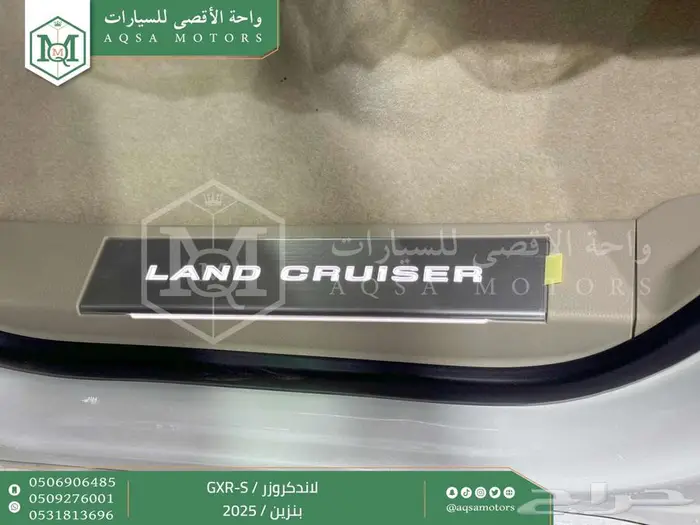 واحة الأقصى للسيارات
AQSA MOTORS
MQ
واحة الأقصى للسيارات
AQSA MOTORS
LAND CRUISER
0506906485
0509276001
0531813696
لاندكروزر / GXR-S
بنزين / 2025
@aqsamotors
حراج